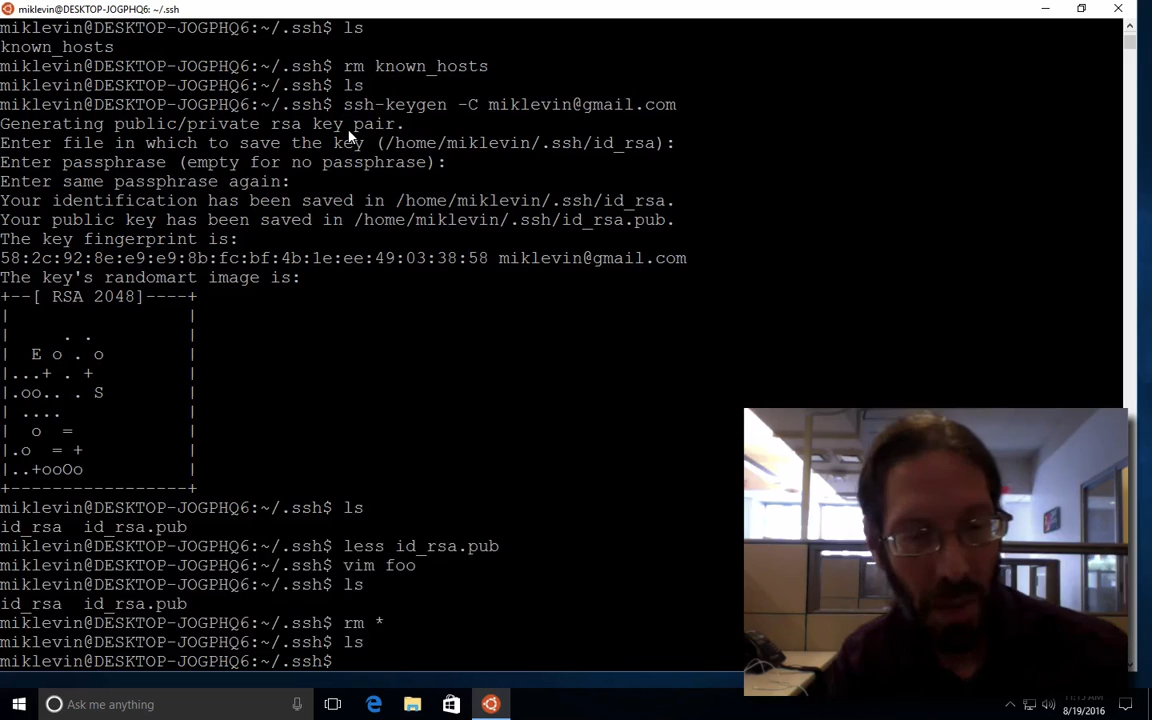 miklevin@DESKTOP-JOGPHQ6:~/.ssh
miklevin@DESKTOP-JOGPHQ6:~/.ssh$ ls
known_hosts
miklevin@DESKTOP-JOGPHQ6:~/.ssh$ rm known_hosts
miklevin@DESKTOP-JOGPHQ6:~/.ssh$ ls
miklevin@DESKTOP-JOGPHQ6:~/.ssh$ ssh-keygen -C miklevin@gmail.com
Generating public/private rsa key pair.
Enter file in which to save the key (/home/miklevin/.ssh/id_rsa):
Enter passphrase (empty for no passphrase):
Enter same passphrase again:
Your identification has been saved in /home/miklevin/.ssh/id_rsa.
Your public key has been saved in /home/miklevin/.ssh/id_rsa.pub.
The key fingerprint is:
58:2c:92:8e:e9:e9:8b:fc:bf:4b:1e:ee:49:03:38:58 miklevin@gmail.com
The key's randomart image is:
+--[ RSA 2048]----+
|                 |
|      . .        |
|   E o . o       |
|...+ . +         |
|.oo.. . S        |
| ....            |
|  o  =           |
|.o  = +          |
|..+ooOo          |
+-----------------+
miklevin@DESKTOP-JOGPHQ6:~/.ssh$ ls
id_rsa  id_rsa.pub
miklevin@DESKTOP-JOGPHQ6:~/.ssh$ less id_rsa.pub
miklevin@DESKTOP-JOGPHQ6:~/.ssh$ vim foo
miklevin@DESKTOP-JOGPHQ6:~/.ssh$ ls
id_rsa  id_rsa.pub
miklevin@DESKTOP-JOGPHQ6:~/.ssh$ rm *
miklevin@DESKTOP-JOGPHQ6:~/.ssh$ ls
miklevin@DESKTOP-JOGPHQ6:~/.ssh$
Ask me anything
8/19/2016